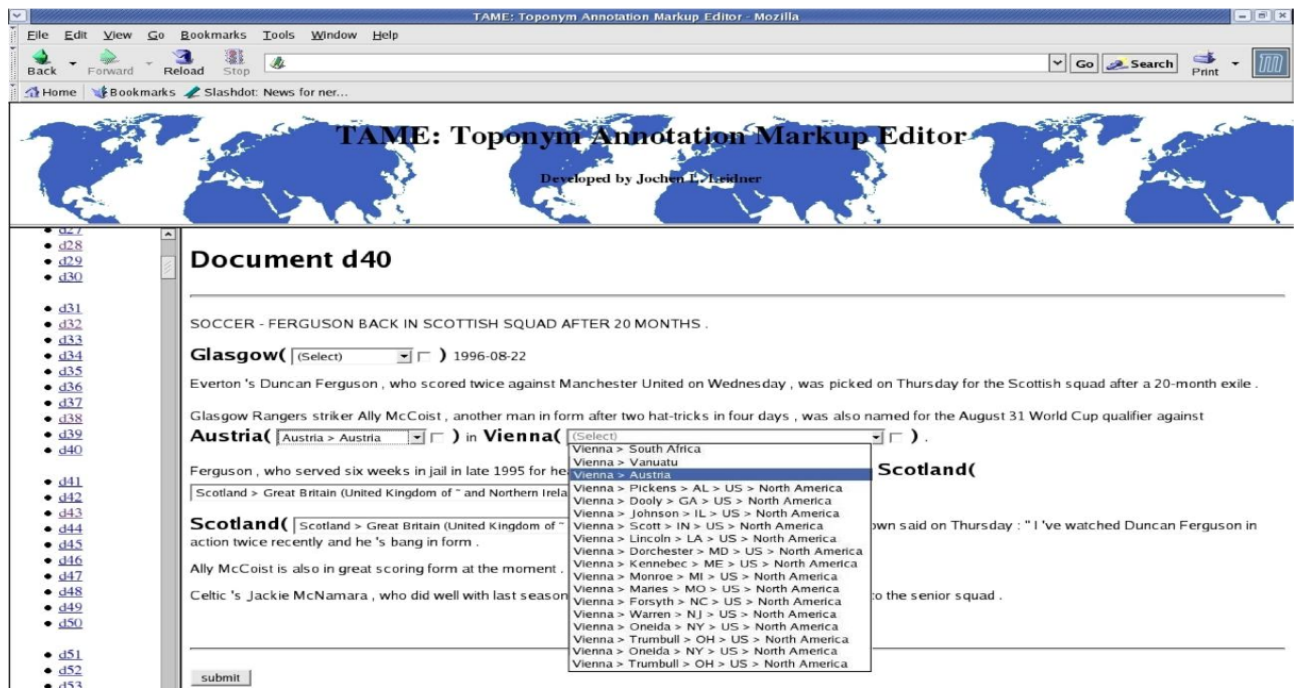 TAME: Toponym Annotation Markup Editor - Mozilla
File Edit View Go Bookmarks Tools Window Help
Back Forward Reload Stop Go Search Print
Home Bookmarks Slashdot: News for ner...
TAME: Toponym Annotation Markup Editor
Developed by Jochen L. Leidner
d27
d28
d29
d30
d31
d32
d33
d34
d35
d36
d37
d38
d39
d40
d41
d42
d43
d44
d45
d46
d47
d48
d49
d50
d51
d52
d53
Document d40
SOCCER - FERGUSON BACK IN SCOTTISH SQUAD AFTER 20 MONTHS .
Glasgow( (Select) ) 1996-08-22
Everton 's Duncan Ferguson , who scored twice against Manchester United on Wednesday , was picked on Thursday for the Scottish squad after a 20-month exile .
Glasgow Rangers striker Ally McCoist , another man in form after two hat-tricks in four days , was also named for the August 31 World Cup qualifier against
Austria( Austria > Austria ) in Vienna( (Select) ) .
Vienna > South Africa
Vienna > Vanuatu
Vienna > Austria
Vienna > Pickens > AL > US > North America
Vienna > Dooly > GA > US > North America
Vienna > Johnson > IL > US > North America
Vienna > Scott > IN > US > North America
Vienna > Lincoln > LA > US > North America
Vienna > Dorchester > MD > US > North America
Vienna > Kennebec > ME > US > North America
Vienna > Monroe > MI > US > North America
Vienna > Maries > MO > US > North America
Vienna > Forsyth > NC > US > North America
Vienna > Warren > NJ > US > North America
Vienna > Oneida > NY > US > North America
Vienna > Trumbull > OH > US > North America
Vienna > Oneida > NY > US > North America
Vienna > Trumbull > OH > US > North America
Ferguson , who served six weeks in jail in late 1995 for he Scotland(
Scotland > Great Britain (United Kingdom of ~ and Northern Irela
Scotland( Scotland > Great Britain (United Kingdom of ~ own said on Thursday : " I 've watched Duncan Ferguson in
action twice recently and he 's bang in form .
Ally McCoist is also in great scoring form at the moment .
Celtic 's Jackie McNamara , who did well with last season to the senior squad .
submit